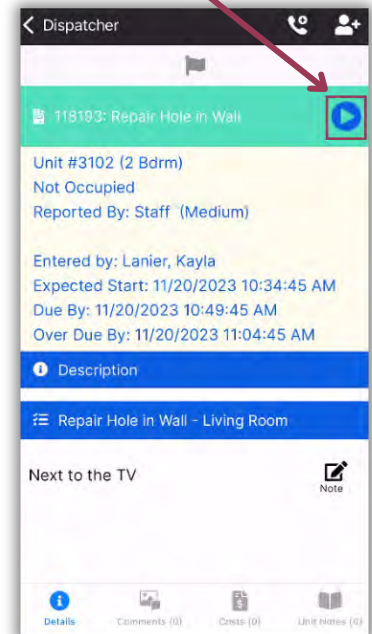 Dispatcher
118193: Repair Hole in Wall
Unit #3102 (2 Bdrm)
Not Occupied
Reported By: Staff (Medium)
Entered by: Lanier, Kayla
Expected Start: 11/20/2023 10:34:45 AM
Due By: 11/20/2023 10:49:45 AM
Over Due By: 11/20/2023 11:04:45 AM
Description
Repair Hole in Wall - Living Room
Next to the TV
Note
Details Comments (0) Costs (0) Unit Notes (0)